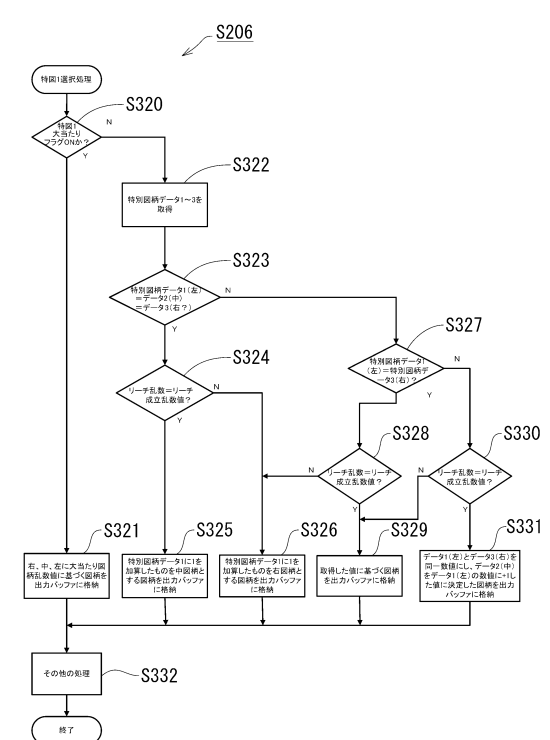 S206
特図1選択処理
S320
特図1
大当たり
フラグONか?
N
Y
S322
特別図柄データ1~3を
取得
S323
特別図柄データ1(左)
=データ2(中)
=データ3(右?)
N
Y
S327
特別図柄データ1
(左)=特別図柄デ
ータ3(右)?
N
Y
S324
リーチ乱数=リーチ
成立乱数値?
N
Y
S328
リーチ乱数=リーチ
成立乱数値?
N
Y
S330
リーチ乱数=リーチ
成立乱数値?
N
Y
S321
右、中、左に大当たり図
柄乱数値に基づく図柄を
出力バッファに格納
S325
特別図柄データ1に1を
加算したものを中図柄と
する図柄を出力バッファ
に格納
S326
特別図柄データ1に1を
加算したものを右図柄と
する図柄を出力バッファ
に格納
S329
取得した値に基づく図柄
を出力バッファに格納
S331
データ1(左)とデータ3(右)を
同一数値にし、データ2(中)
をデータ1(左)の数値に+1し
た値に決定した図柄を出力
バッファに格納
S332
その他の処理
終了